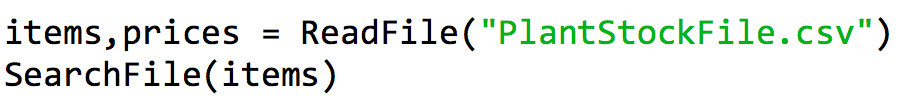 items,prices = ReadFile("PlantStockFile.csv")
SearchFile(items)